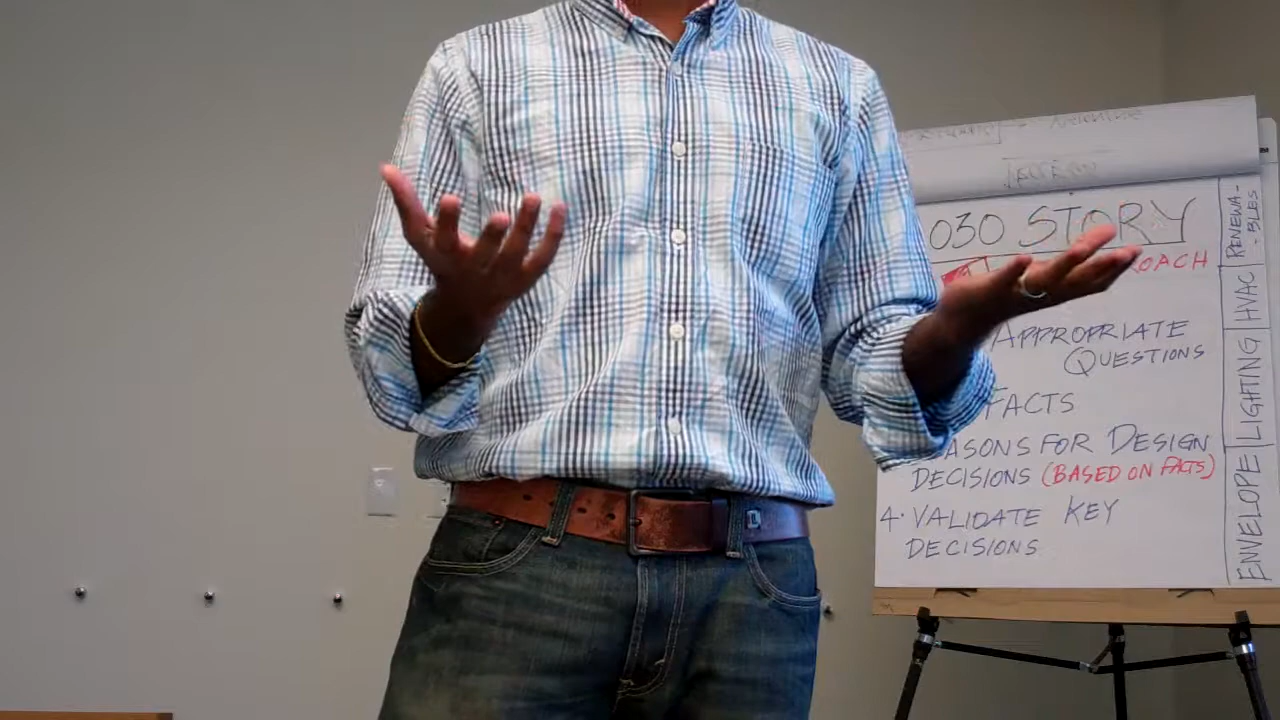 030 STORY
OACH
APPROPRIATE
QUESTIONS
FACTS
ASONS FOR DESIGN
DECISIONS (BASED ON FACTS)
4. VALIDATE KEY
DECISIONS
RENEWA-
-BLES
HVAC
LIGHTING
ENVELOPE